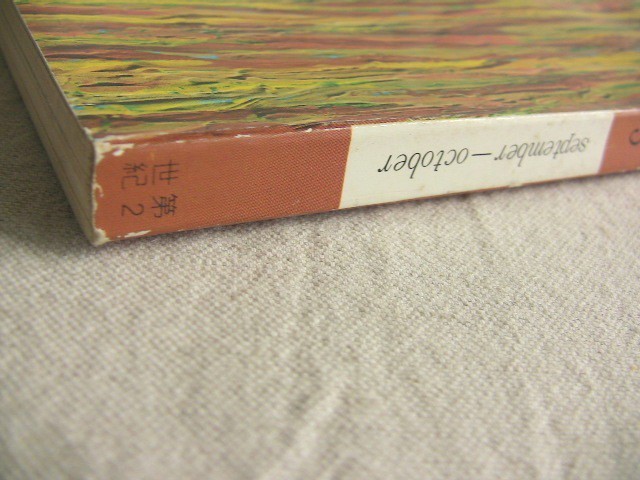 第2
世紀
september—october